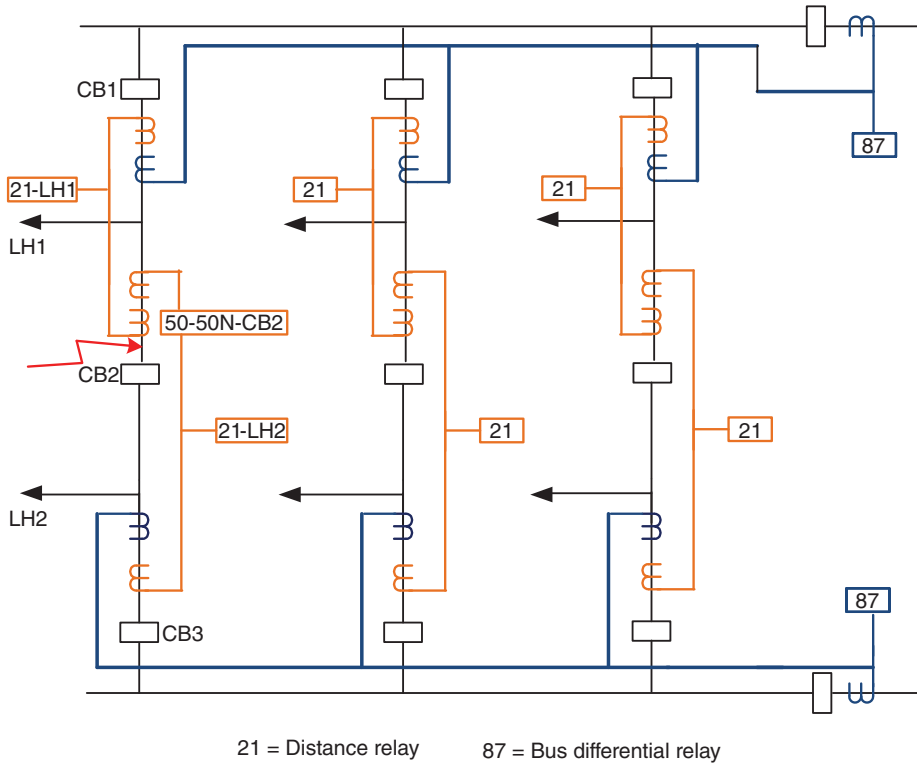 CB1
87
21-LH1
21
21
LH1
50-50N-CB2
CB2
21-LH2
21
21
LH2
87
CB3
21 = Distance relay
87 = Bus differential relay